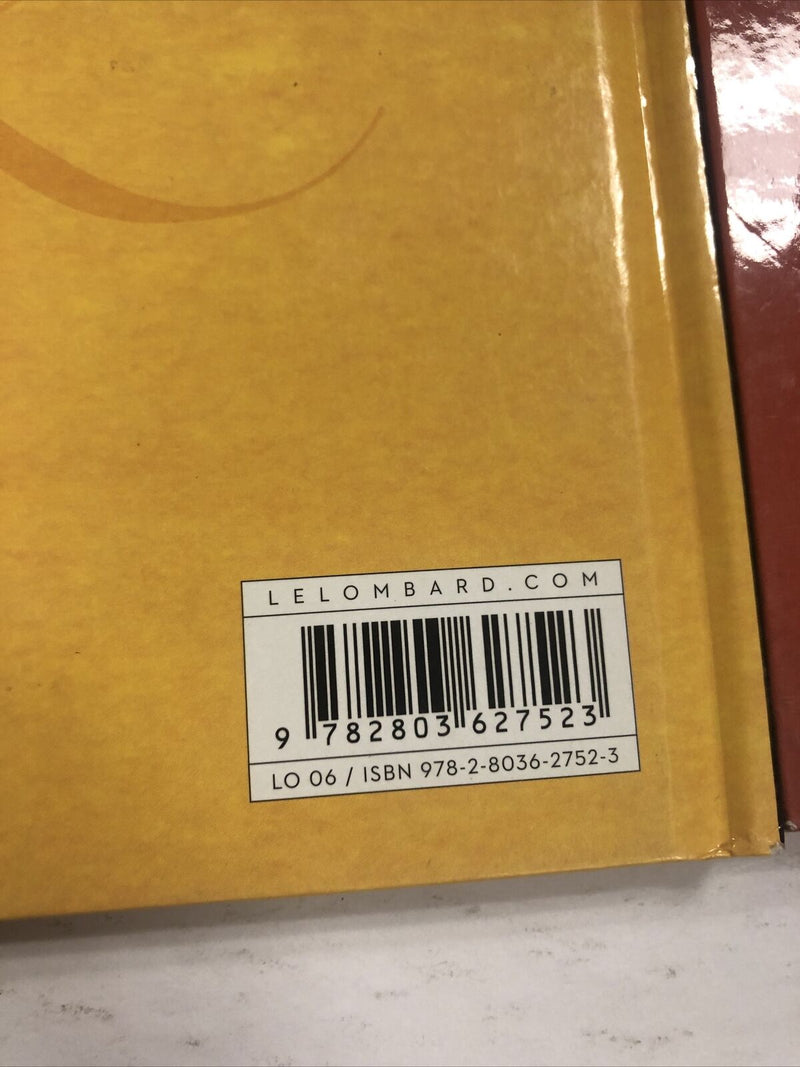 LELOMBARD.COM
9 782803 627523
LO 06 / ISBN 978-2-8036-2752-3